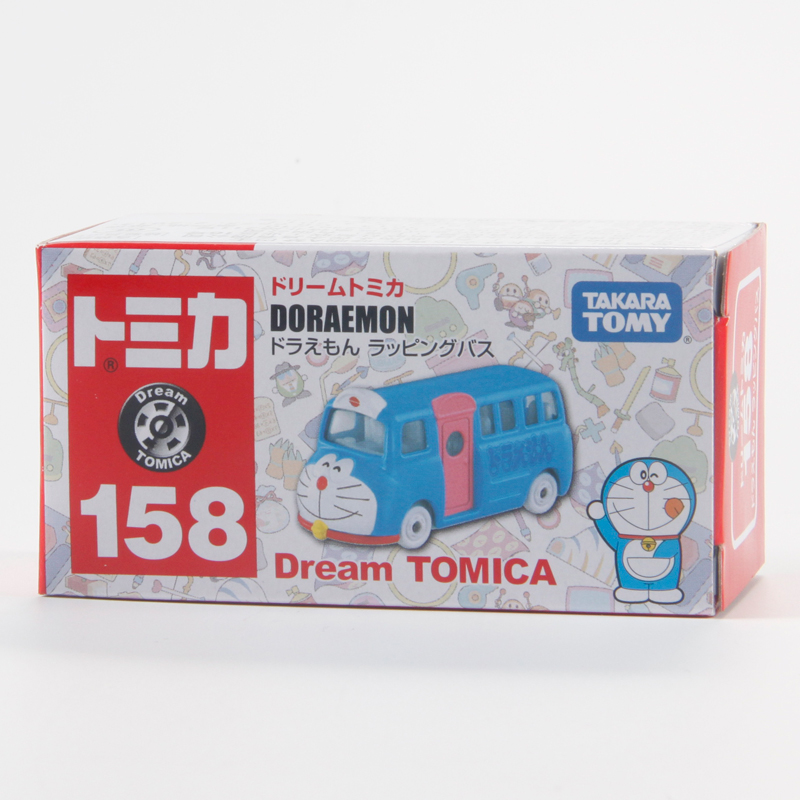 トミカ
®
Dream
TOMICA
158
ドリームトミカ
DORAEMON
ドラえもん ラッピングバス
TAKARA
TOMY
®
Dream TOMICA